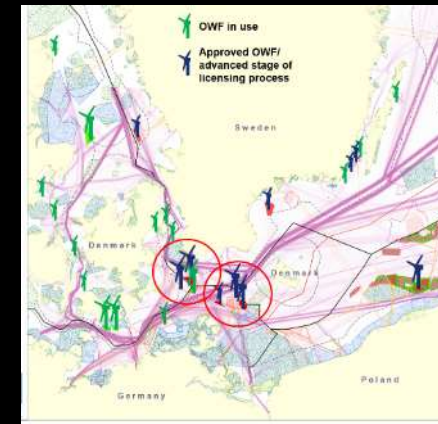 OWF in use
Approved OWF/
advanced stage of
licensing process
Sweden
Denmark
Denmark
Germany
Poland